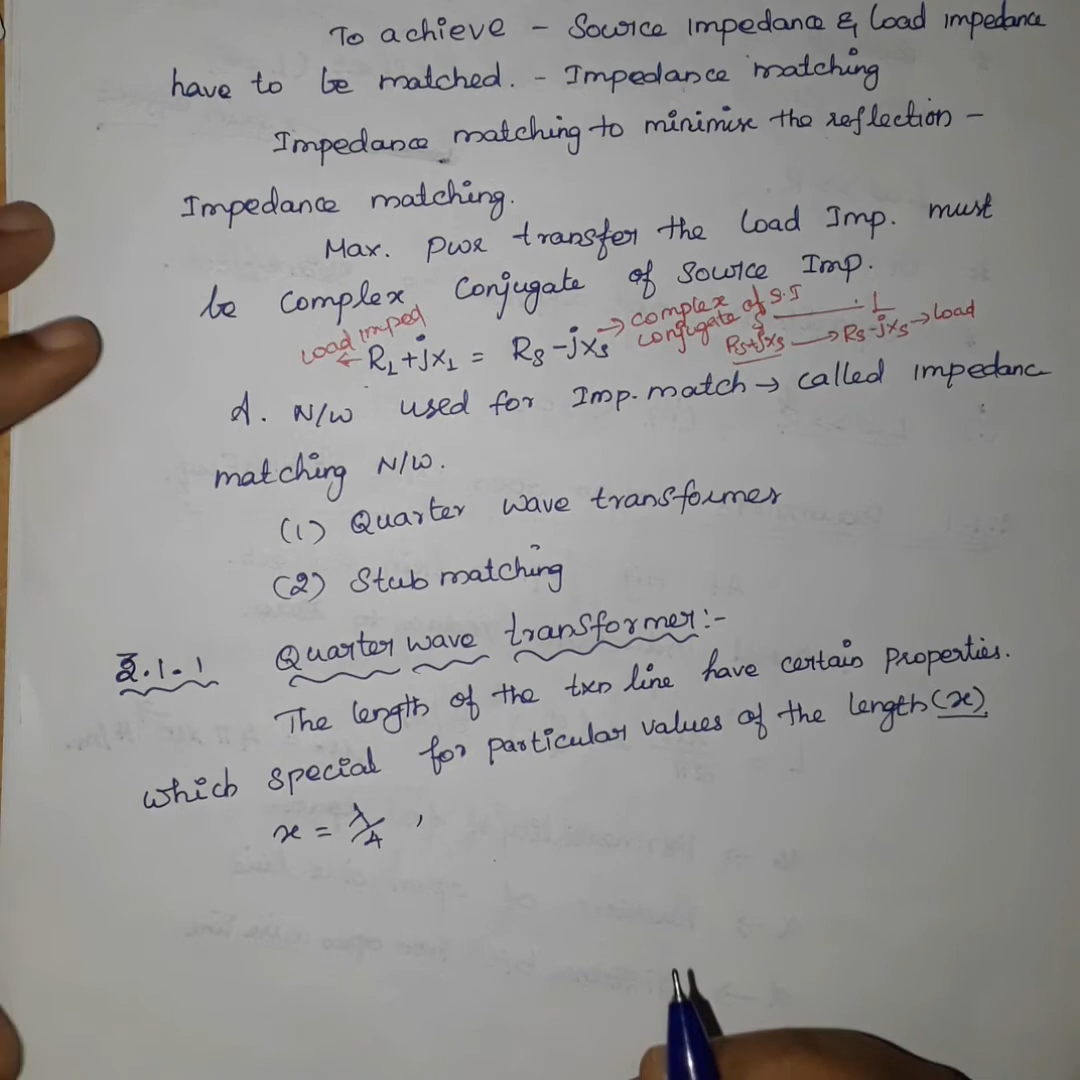 To achieve - Source impedance & load impedance
have to be matched. - Impedance matching
Impedance matching to minimise the reflection -
Impedance matching.
Max. pwr transfer the load Imp. must
be complex conjugate of source Imp.
load imped → complex conjugate of S.I
R_L+jx_L = R_S-jx_S
R_S+jx_S → R_S-jx_S → load
A. N/W used for Imp. match → called impedanc
matching N/W.
(1) Quarter wave transformer
(2) Stub matching
2.1.1 Quarter wave transformer:-
The length of the txn line have certain properties.
which special for particular values of the length (x)
x = λ/4 ,